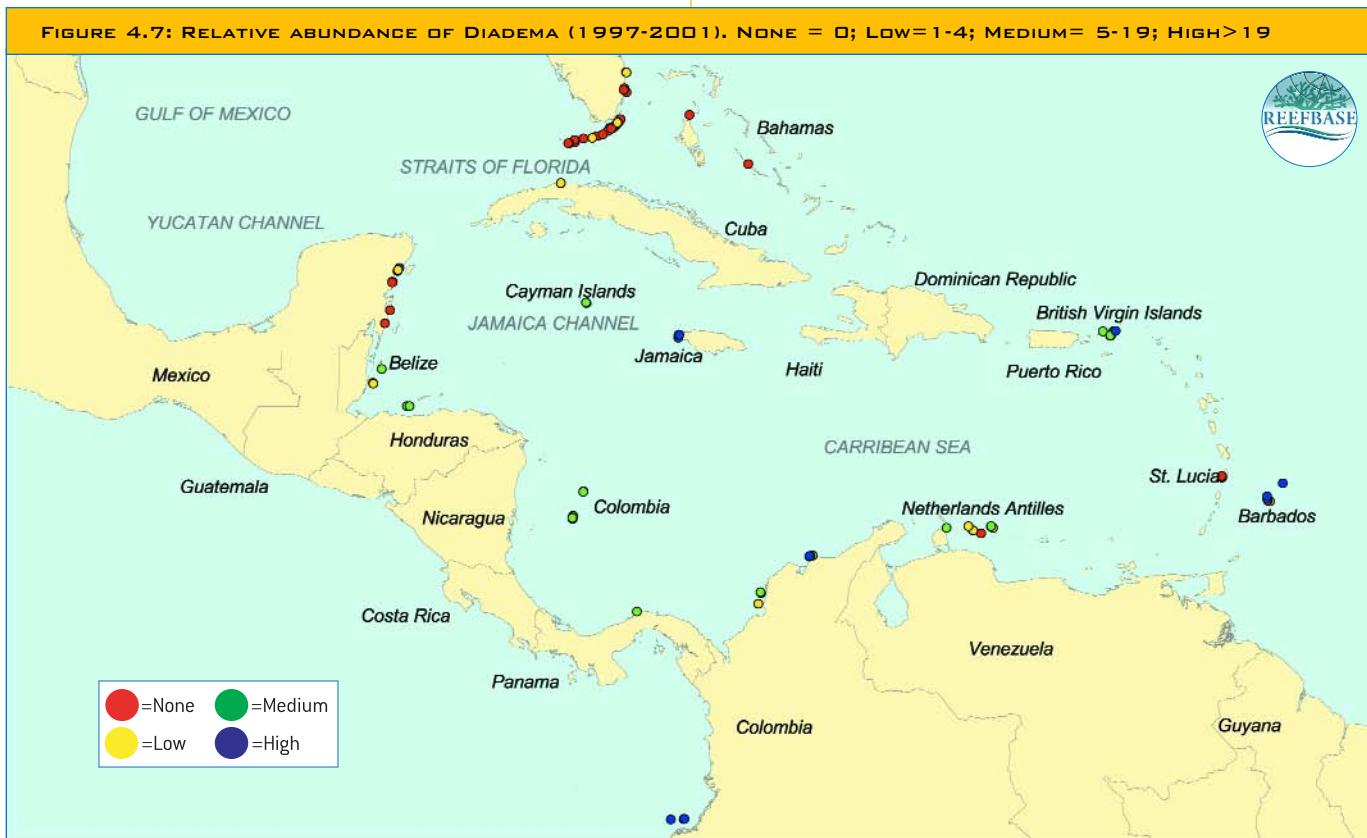 FIGURE 4.7: RELATIVE ABUNDANCE OF DIADEMA (1997-2001). NONE = 0; LOW=1-4; MEDIUM= 5-19; HIGH>19
GULF OF MEXICO
REEFBASE
Bahamas
STRAITS OF FLORIDA
YUCATAN CHANNEL
Cuba
Dominican Republic
Cayman Islands
British Virgin Islands
JAMAICA CHANNEL
Jamaica
Belize
Haiti
Puerto Rico
Mexico
Honduras
CARRIBEAN SEA
St. Lucia
Guatemala
Colombia
Netherlands Antilles
Nicaragua
Barbados
Costa Rica
Venezuela
Panama
=None =Medium
Colombia
Guyana
=Low =High